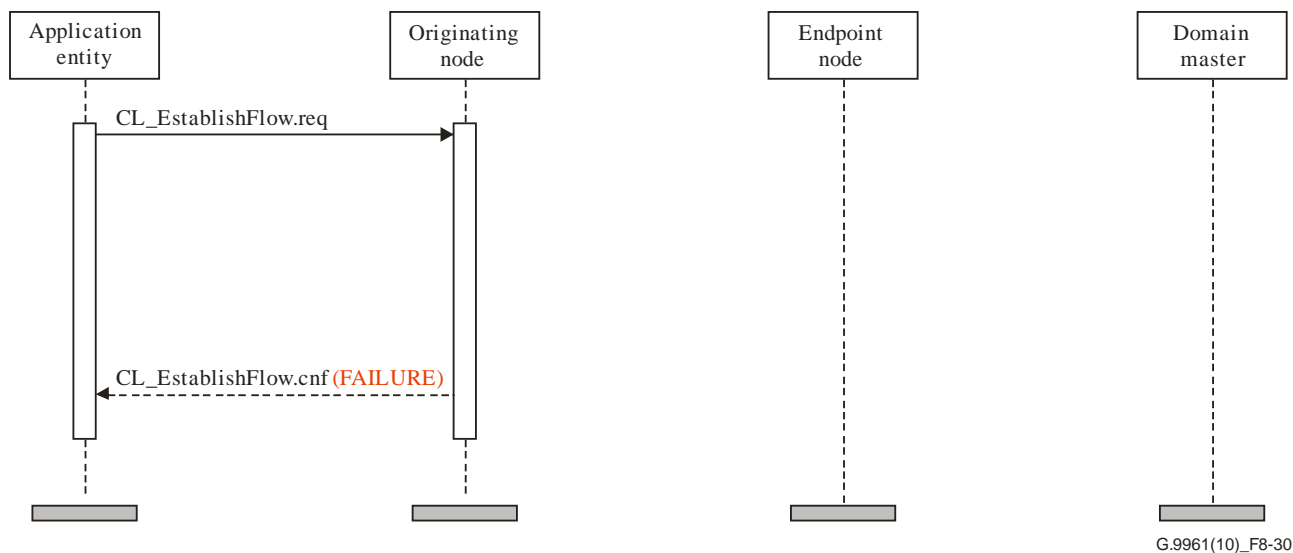 Application
entity
Originating
node
Endpoint
node
Domain
master
CL_EstablishFlow.req
CL_EstablishFlow.cnf (FAILURE)
G.9961(10)_F8-30